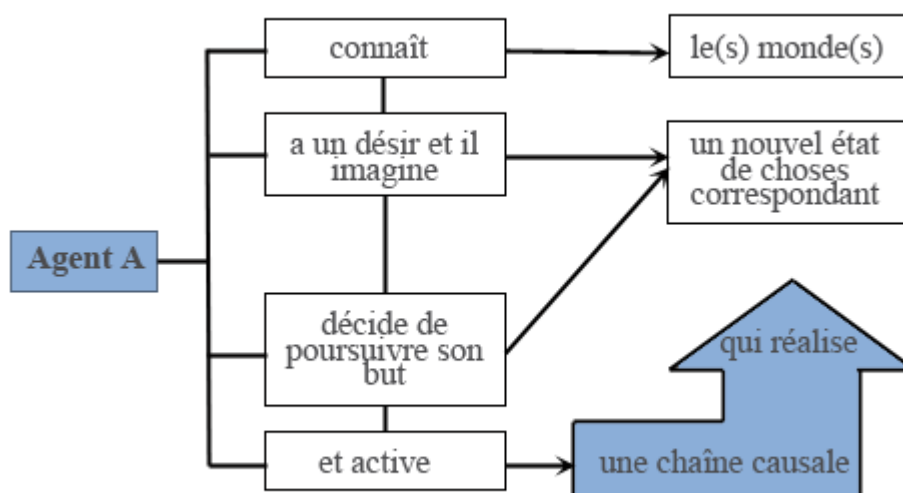 connaît
le(s) monde(s)
a un désir et il
imagine
un nouvel état
de choses
correspondant
Agent A
décide de
poursuivre son
but
qui réalise
et active
une chaîne causale